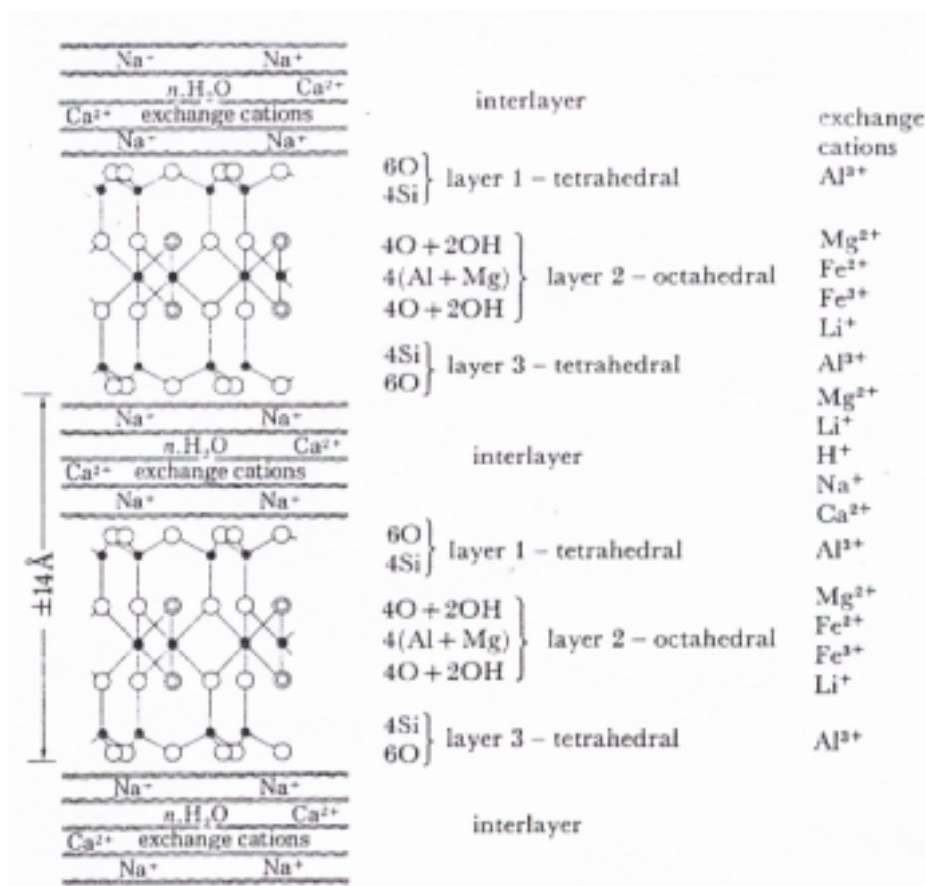 Na⁻ Na⁺
n.H₂O Ca²⁺
interlayer
Ca²⁺ exchange cations
exchange
cations
Na⁺ Na⁺
6O
4Si } layer 1 – tetrahedral Al³⁺
4O + 2OH Mg²⁺
4(Al + Mg) } layer 2 – octahedral Fe²⁺
4O + 2OH Fe³⁺
Li⁺
4Si
6O } layer 3 – tetrahedral Al³⁺
Mg²⁺
Na⁺ Na⁺
Li⁺
n.H₂O Ca²⁺
interlayer H⁺
Ca²⁺ exchange cations
Na⁺
Na⁺ Na⁺
Ca²⁺
±14Å
6O
4Si } layer 1 – tetrahedral Al³⁺
4O + 2OH Mg²⁺
4(Al + Mg) } layer 2 – octahedral Fe²⁺
4O + 2OH Fe³⁺
Li⁺
4Si
6O } layer 3 – tetrahedral Al³⁺
Na⁺ Na⁺
n.H₂O Ca²⁺
interlayer
Ca²⁺ exchange cations
Na⁺ Na⁺